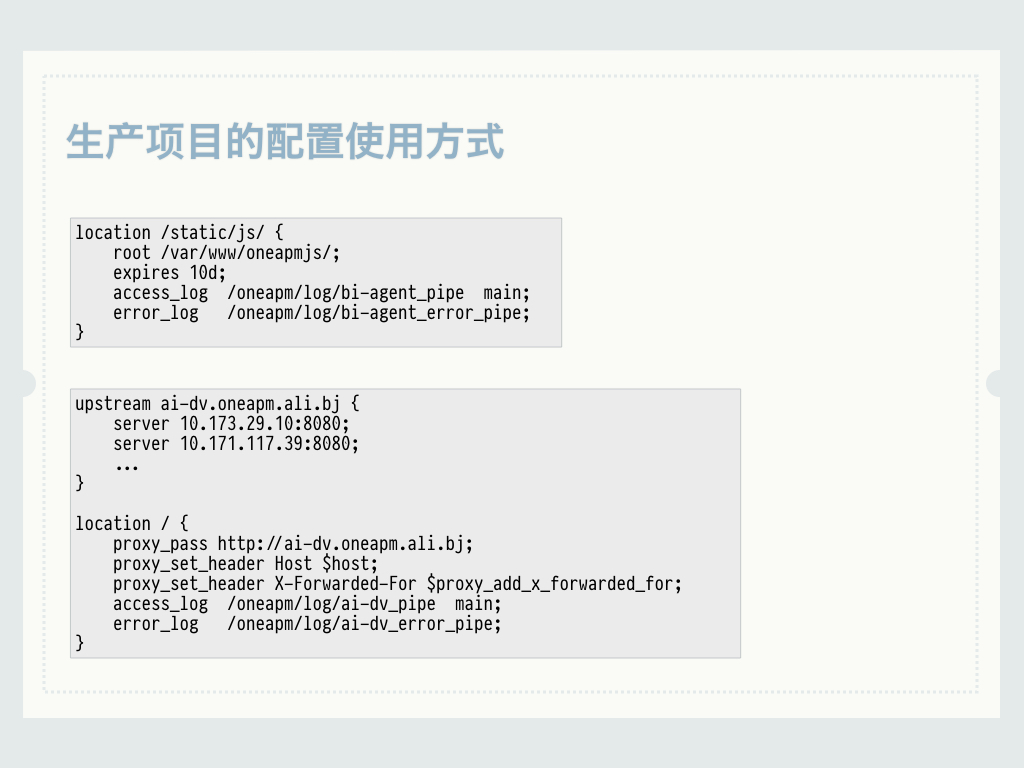 生产项目的配置使用方式
location /static/js/ {
    root /var/www/oneapmjs/;
    expires 10d;
    access_log  /oneapm/log/bi-agent_pipe  main;
    error_log   /oneapm/log/bi-agent_error_pipe;
}
upstream ai-dv.oneapm.ali.bj {
    server 10.173.29.10:8080;
    server 10.171.117.39:8080;
    ...
}
location / {
    proxy_pass http://ai-dv.oneapm.ali.bj;
    proxy_set_header Host $host;
    proxy_set_header X-Forwarded-For $proxy_add_x_forwarded_for;
    access_log  /oneapm/log/ai-dv_pipe  main;
    error_log   /oneapm/log/ai-dv_error_pipe;
}